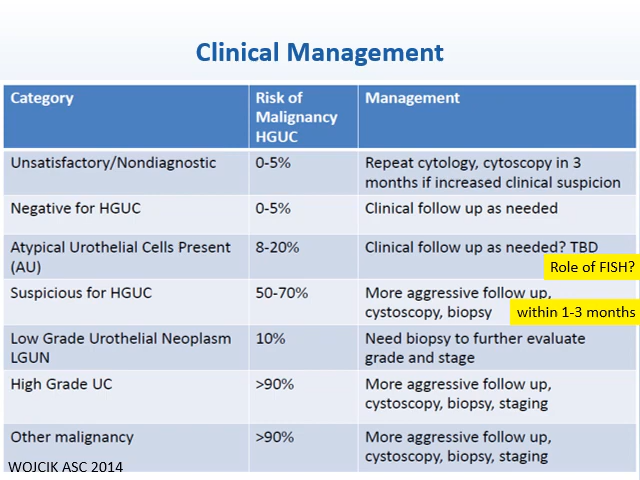 Clinical Management
Category
Risk of
Malignancy
HGUC
Management
Unsatisfactory/Nondiagnostic
0-5%
Repeat cytology, cytoscopy in 3
months if increased clinical suspicion
Negative for HGUC
0-5%
Clinical follow up as needed
Atypical Urothelial Cells Present
(AU)
8-20%
Clinical follow up as needed? TBD
Role of FISH?
Suspicious for HGUC
50-70%
More aggressive follow up,
cystoscopy, biopsy
within 1-3 months
Low Grade Urothelial Neoplasm
LGUN
10%
Need biopsy to further evaluate
grade and stage
High Grade UC
>90%
More aggressive follow up,
cystoscopy, biopsy, staging
Other malignancy
>90%
More aggressive follow up,
cystoscopy, biopsy, staging
WOJCIK ASC 2014